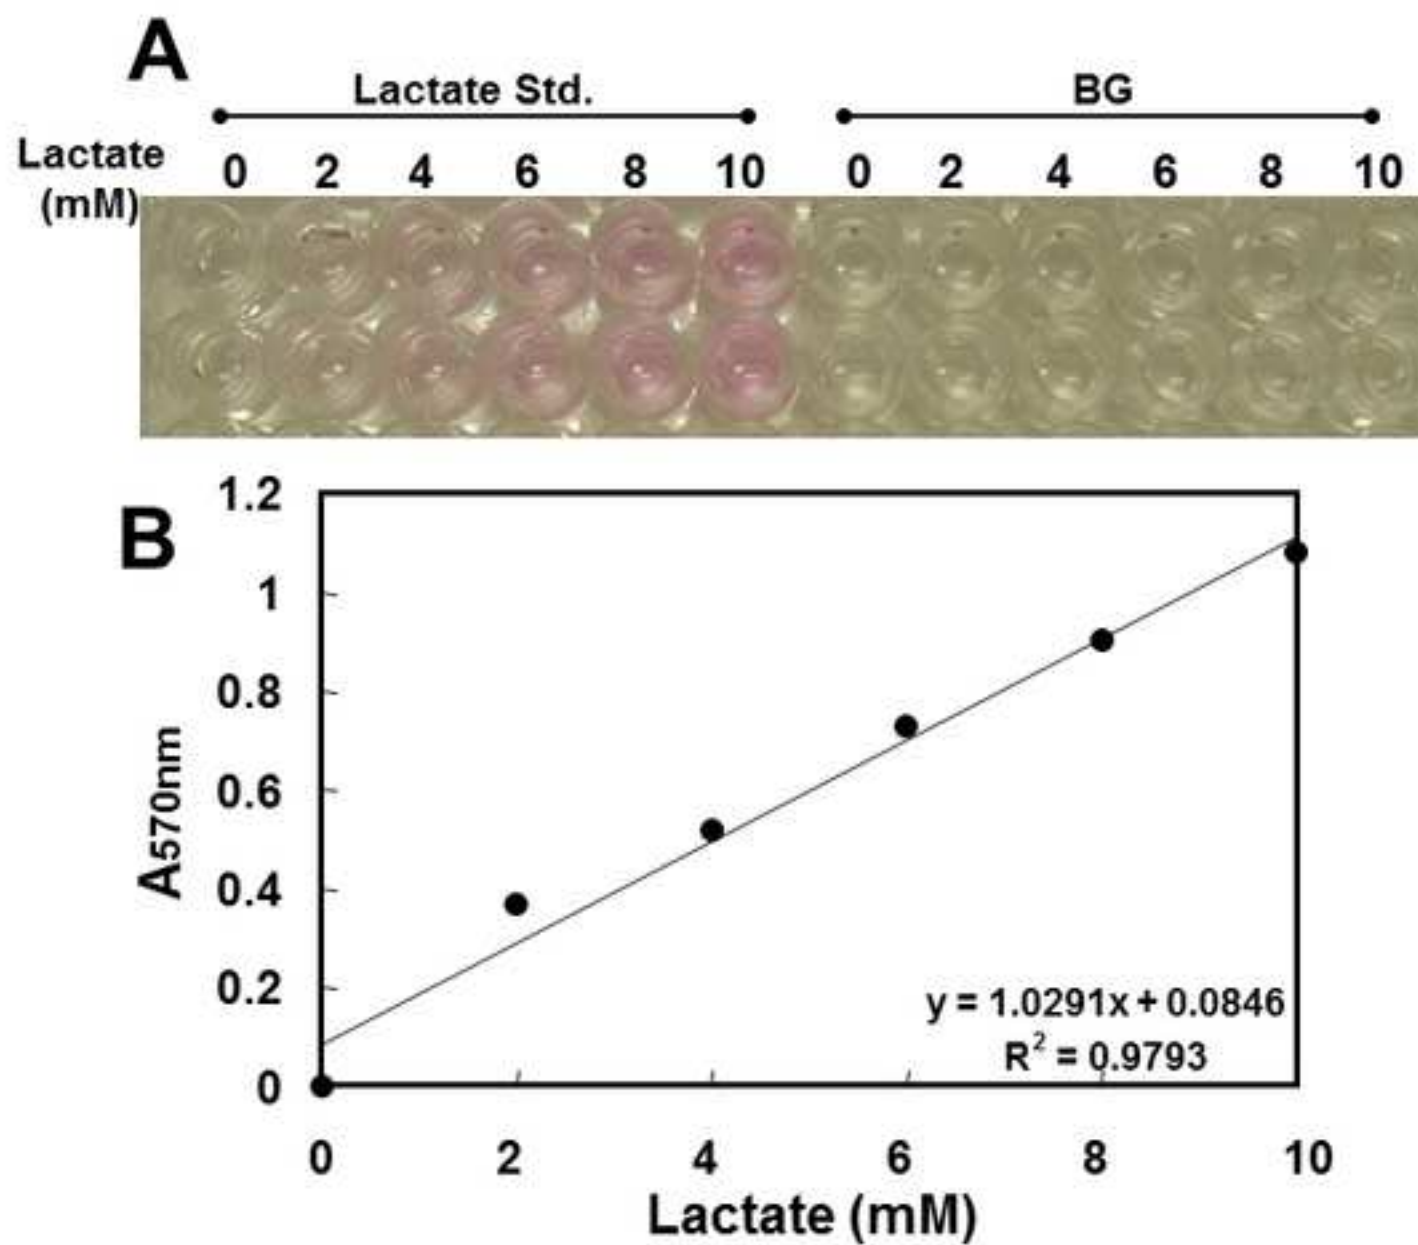 A
Lactate Std.
BG
Lactate
(mM)
0 2 4 6 8 10 0 2 4 6 8 10
B
1.2
1
0.8
0.6
0.4
0.2
0
A570nm
y = 1.0291x + 0.0846
R² = 0.9793
0 2 4 6 8 10
Lactate (mM)